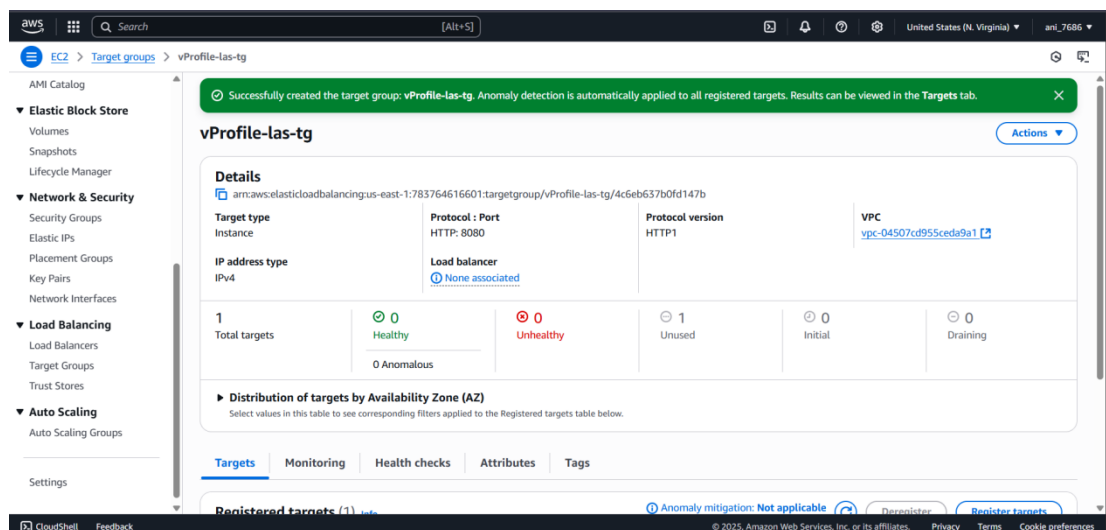 aws
Search
[Alt+S]
United States (N. Virginia) ▼
ani_7686 ▼
EC2 > Target groups > vProfile-las-tg
AMI Catalog
▼ Elastic Block Store
Volumes
Snapshots
Lifecycle Manager
▼ Network & Security
Security Groups
Elastic IPs
Placement Groups
Key Pairs
Network Interfaces
▼ Load Balancing
Load Balancers
Target Groups
Trust Stores
▼ Auto Scaling
Auto Scaling Groups
Settings
Successfully created the target group: vProfile-las-tg. Anomaly detection is automatically applied to all registered targets. Results can be viewed in the Targets tab.
vProfile-las-tg
Actions ▼
Details
arn:aws:elasticloadbalancing:us-east-1:783764616601:targetgroup/vProfile-las-tg/4c6eb637b0fd147b
Target type
Instance
Protocol : Port
HTTP: 8080
Protocol version
HTTP1
VPC
vpc-04507cd955ceda9a1
IP address type
IPv4
Load balancer
None associated
1
Total targets
0
Healthy
0 Anomalous
0
Unhealthy
1
Unused
0
Initial
0
Draining
▶ Distribution of targets by Availability Zone (AZ)
Select values in this table to see corresponding filters applied to the Registered targets table below.
Targets Monitoring Health checks Attributes Tags
Registered targets (1) Info
Anomaly mitigation: Not applicable
Deregister
Register targets
CloudShell Feedback
© 2025, Amazon Web Services, Inc. or its affiliates. Privacy Terms Cookie preferences